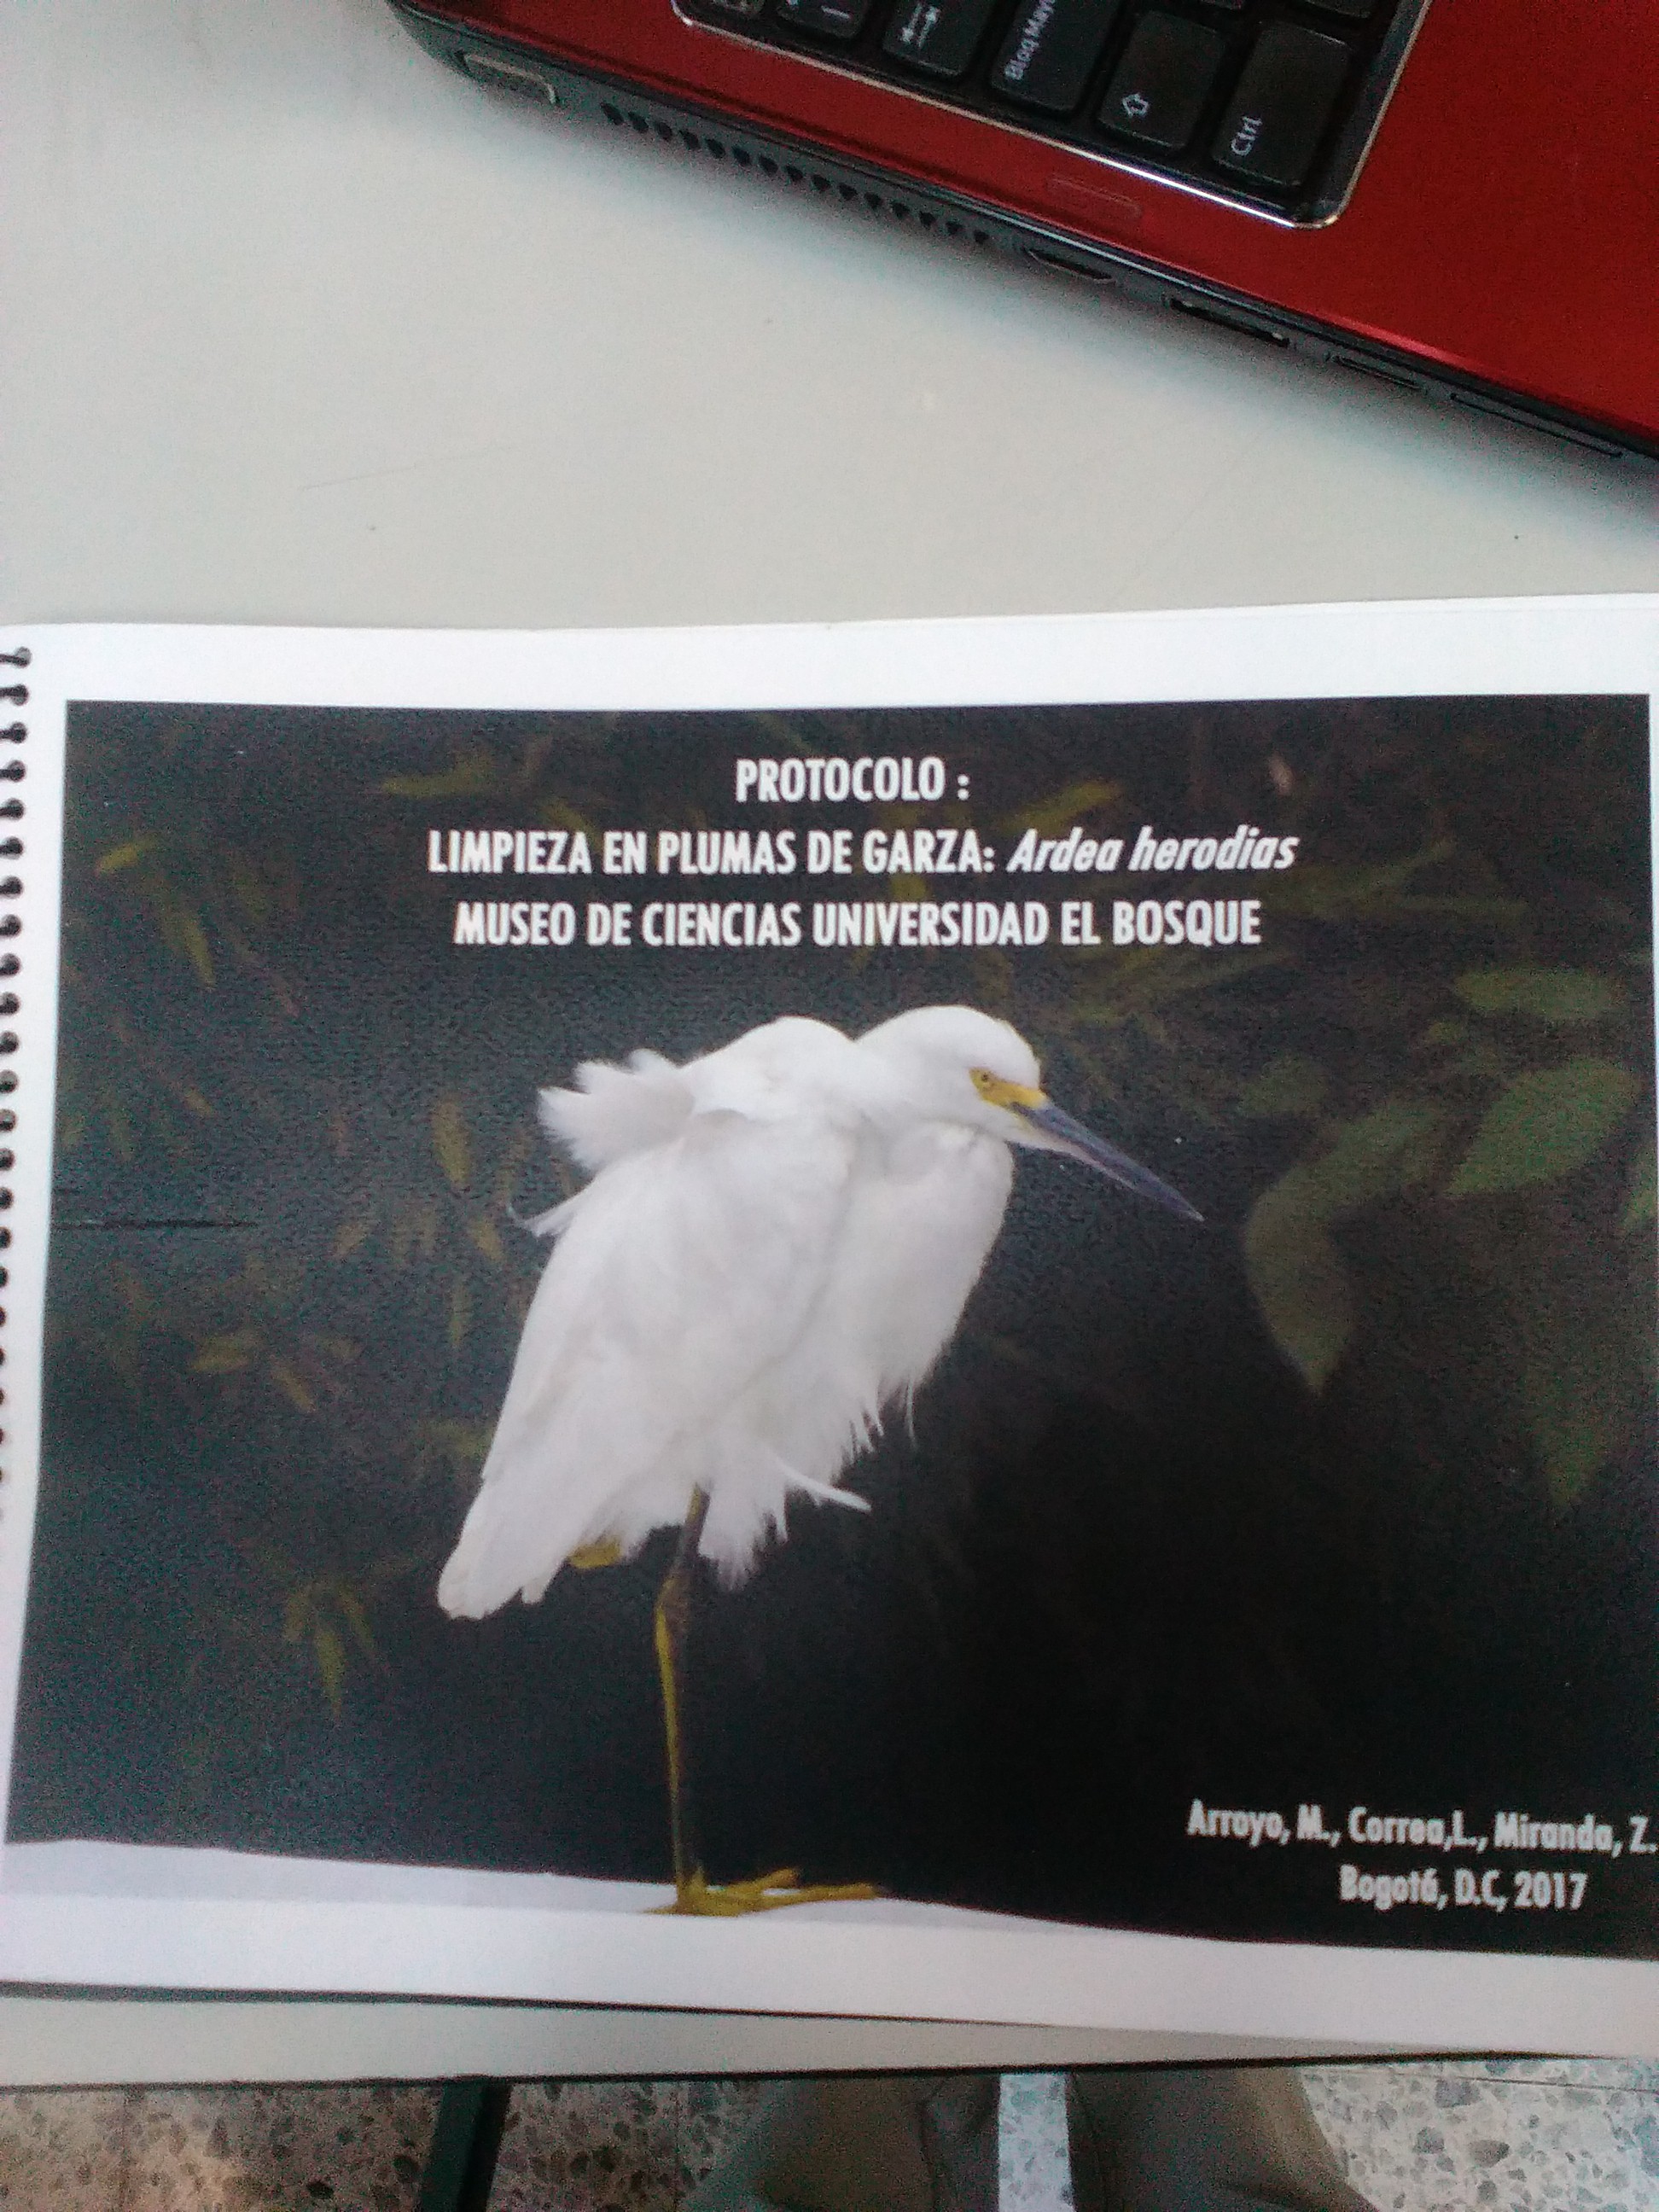 Bloq Mayús
Ctrl
PROTOCOLO :
LIMPIEZA EN PLUMAS DE GARZA: Ardea herodias
MUSEO DE CIENCIAS UNIVERSIDAD EL BOSQUE
Arroyo, M., Correa,L., Miranda, Z.
Bogotá, D.C, 2017